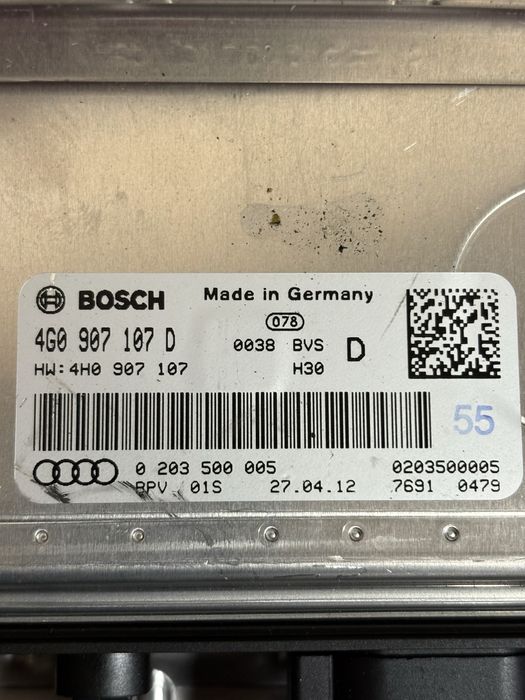 BOSCH Made in Germany
078
4G0 907 107 D 0038 BVS D
HW: 4H0 907 107 H30
55
0 203 500 005 0203500005
RPV 01S 27.04.12 7691 0479